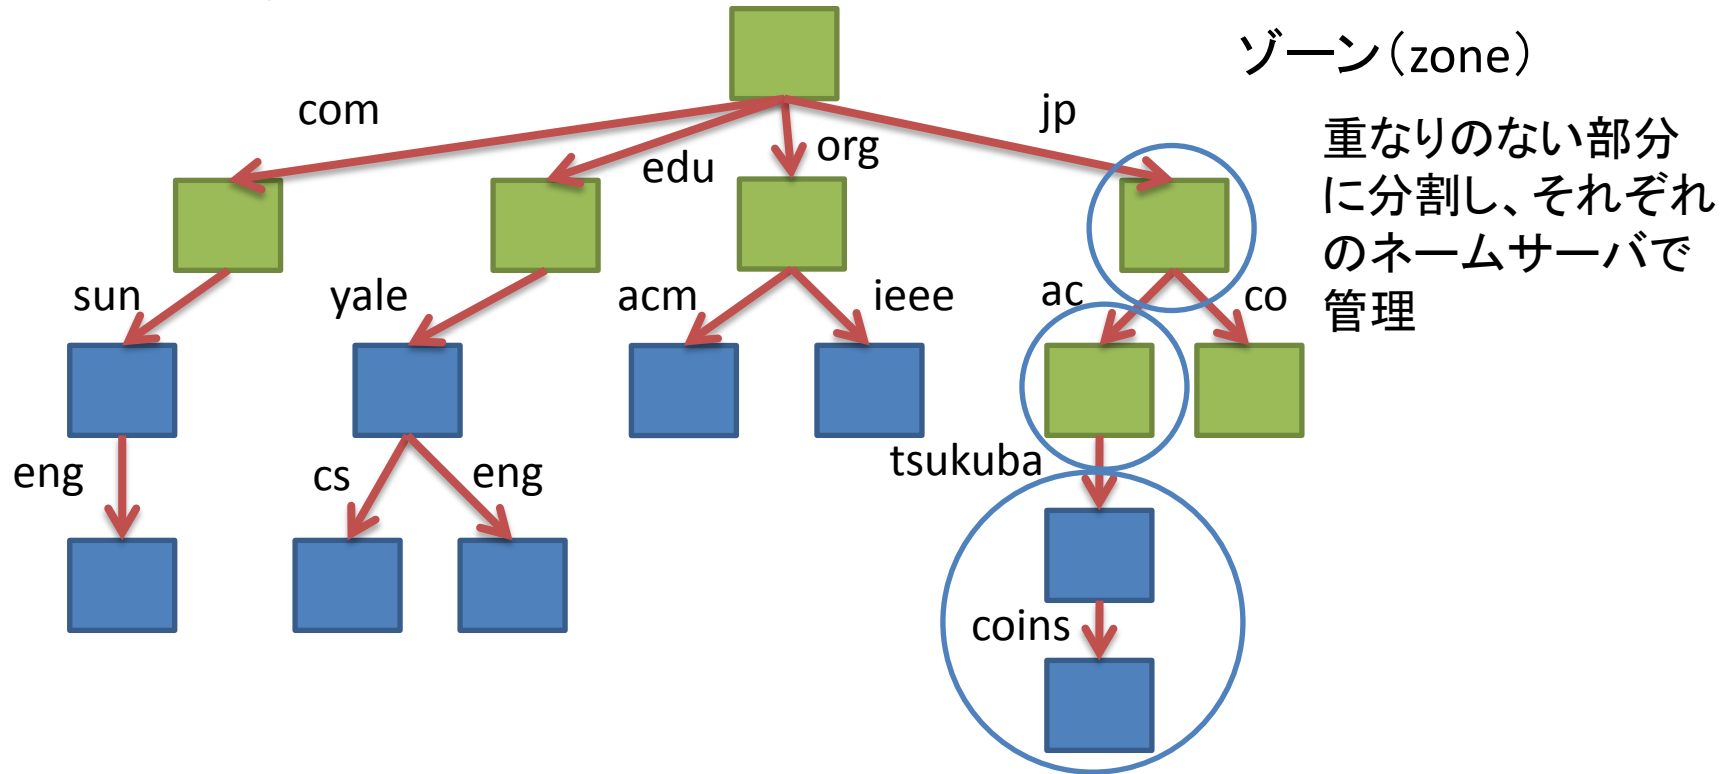 ゾーン(zone)
重なりのない部分
に分割し、それぞれ
のネームサーバで
管理
com
edu
org
jp
sun
yale
acm
ieee
ac
co
eng
cs
eng
tsukuba
coins